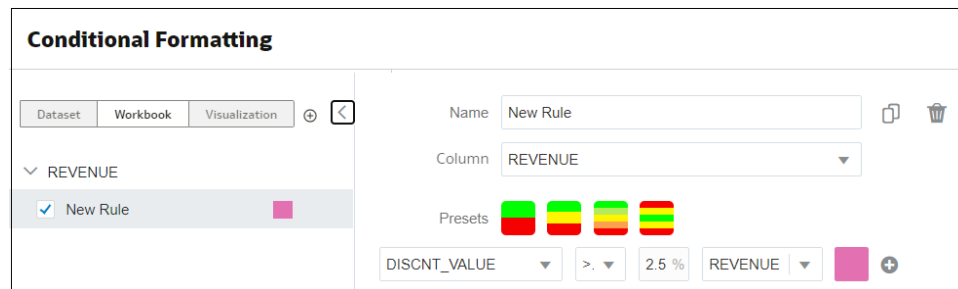 Conditional Formatting
Dataset Workbook Visualization
Name New Rule
Column REVENUE
REVENUE
New Rule
Presets
DISCNT_VALUE >. 2.5 % REVENUE